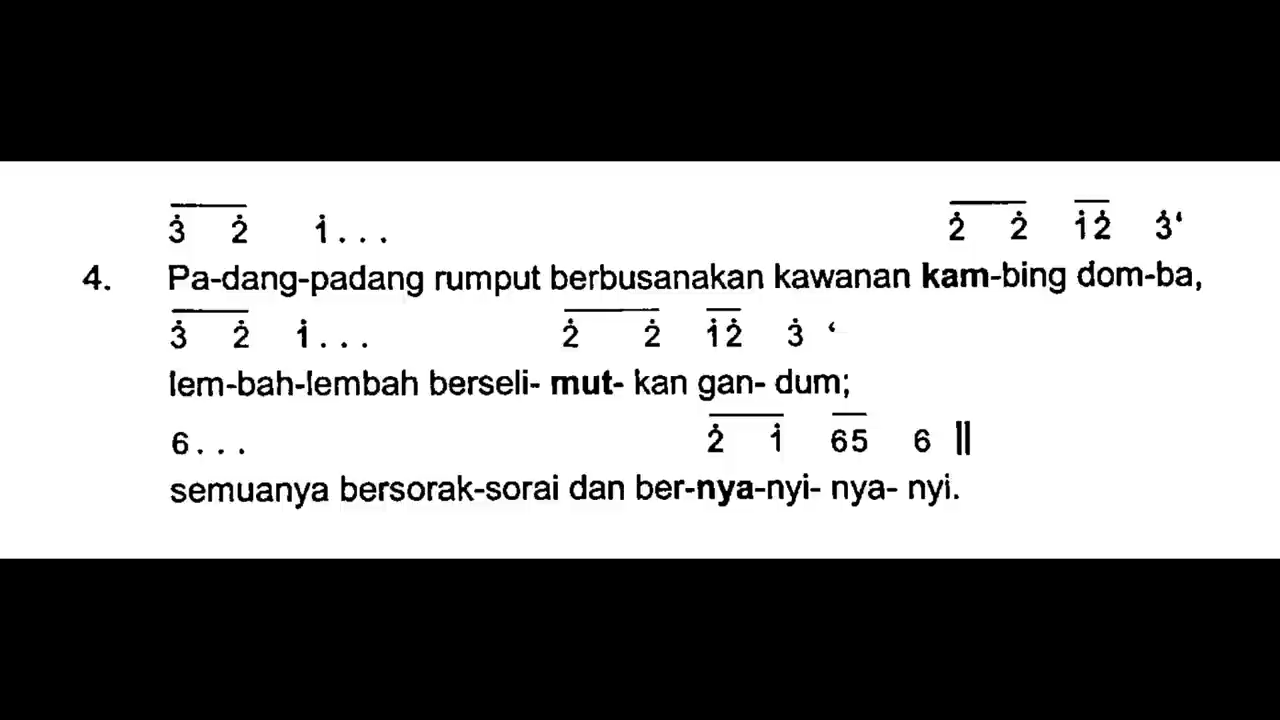 3̇ 2̇ 1̇... 2̇ 2̇ 1̇2̇ 3̇‘
4. Pa-dang-padang rumput berbusanakan kawanan kam-bing dom-ba,
3̇ 2̇ 1̇... 2̇ 2̇ 1̇2̇ 3̇ ‘
lem-bah-lembah berseli- mut- kan gan- dum;
6... 2̇ 1̇ 65 6 ||
semuanya bersorak-sorai dan ber-nya-nyi- nya- nyi.